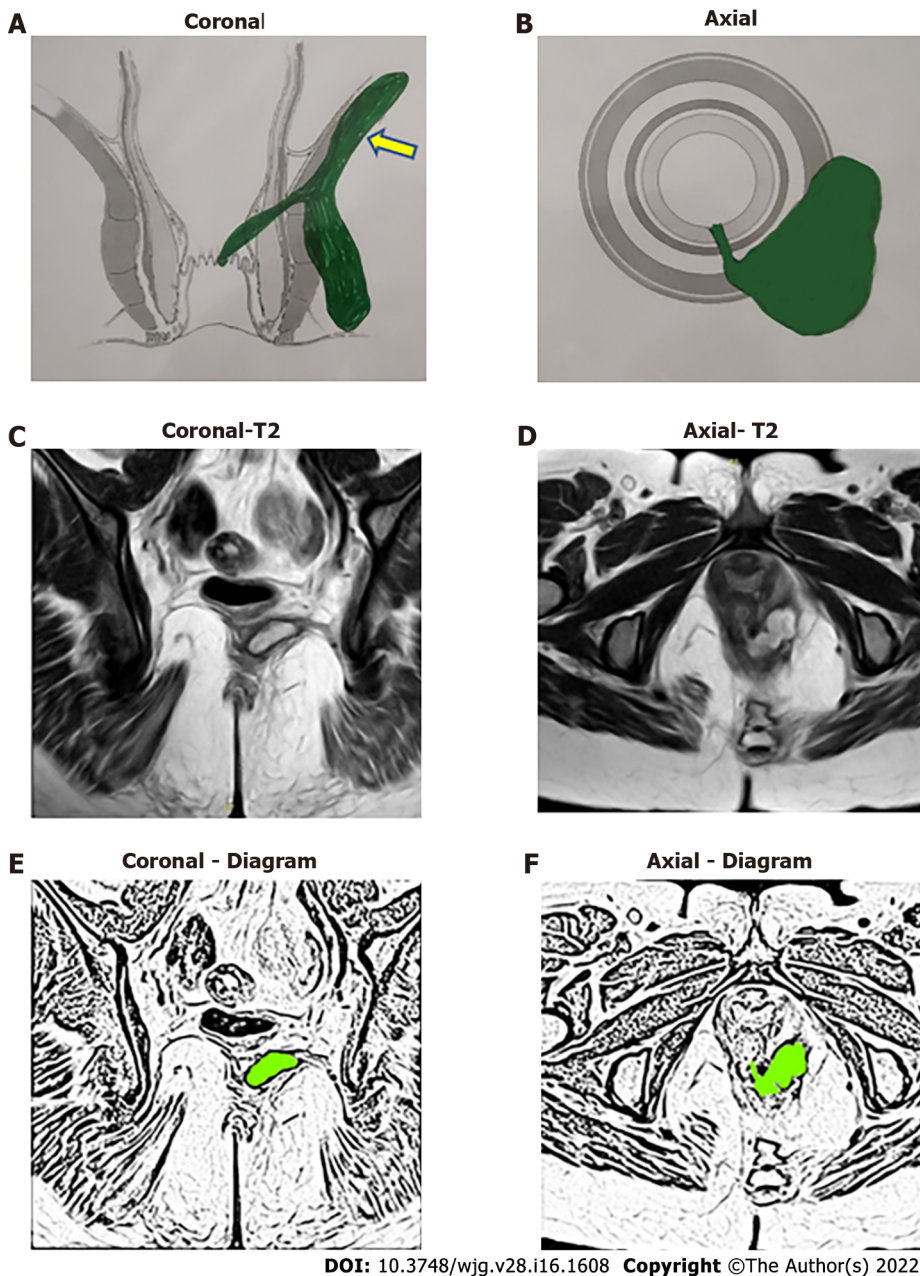 A
Coronal
B
Axial
C
Coronal-T2
D
Axial- T2
E
Coronal - Diagram
F
Axial - Diagram
DOI: 10.3748/wjg.v28.i16.1608 Copyright ©The Author(s) 2022